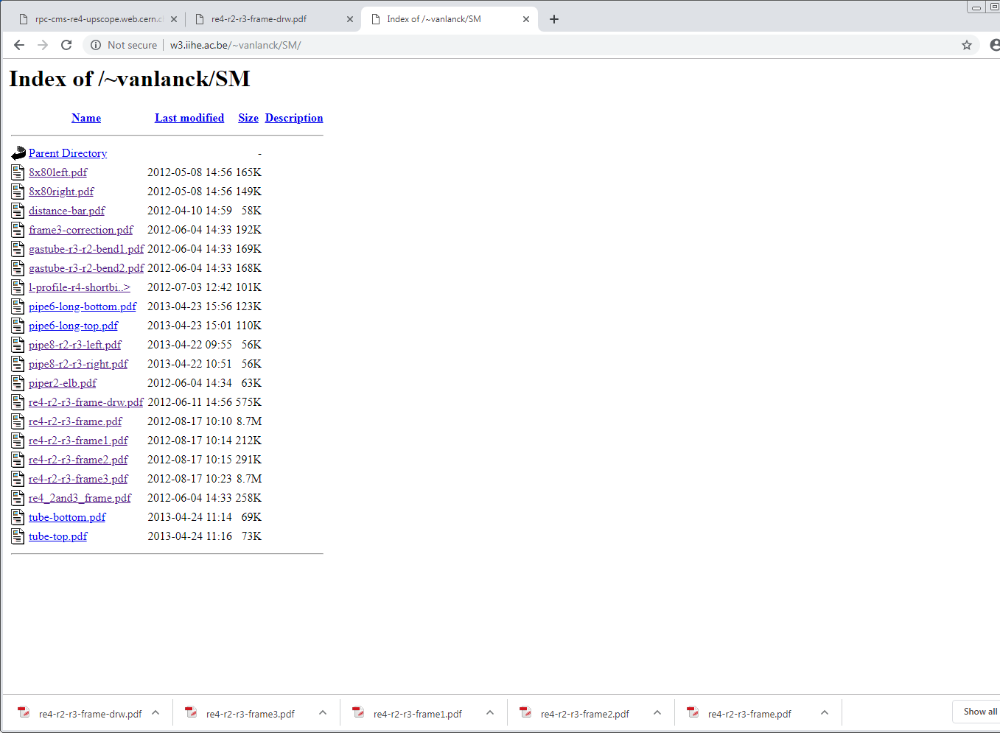 rpc-cms-re4-upscope.web.cern.c
re4-r2-r3-frame-drw.pdf
Index of /~vanlanck/SM
Not secure
w3.iihe.ac.be/~vanlanck/SM/
Index of /~vanlanck/SM
Name Last modified Size Description
Parent Directory -
8x80left.pdf 2012-05-08 14:56 165K
8x80right.pdf 2012-05-08 14:56 149K
distance-bar.pdf 2012-04-10 14:59 58K
frame3-correction.pdf 2012-06-04 14:33 192K
gastube-r3-r2-bend1.pdf 2012-06-04 14:33 169K
gastube-r3-r2-bend2.pdf 2012-06-04 14:33 168K
l-profile-r4-shortbi..> 2012-07-03 12:42 101K
pipe6-long-bottom.pdf 2013-04-23 15:56 123K
pipe6-long-top.pdf 2013-04-23 15:01 110K
pipe8-r2-r3-left.pdf 2013-04-22 09:55 56K
pipe8-r2-r3-right.pdf 2013-04-22 10:51 56K
piper2-elb.pdf 2012-06-04 14:34 63K
re4-r2-r3-frame-drw.pdf 2012-06-11 14:56 575K
re4-r2-r3-frame.pdf 2012-08-17 10:10 8.7M
re4-r2-r3-frame1.pdf 2012-08-17 10:14 212K
re4-r2-r3-frame2.pdf 2012-08-17 10:15 291K
re4-r2-r3-frame3.pdf 2012-08-17 10:23 8.7M
re4_2and3_frame.pdf 2012-06-04 14:33 258K
tube-bottom.pdf 2013-04-24 11:14 69K
tube-top.pdf 2013-04-24 11:16 73K
re4-r2-r3-frame-drw.pdf
re4-r2-r3-frame3.pdf
re4-r2-r3-frame1.pdf
re4-r2-r3-frame2.pdf
re4-r2-r3-frame.pdf
Show all